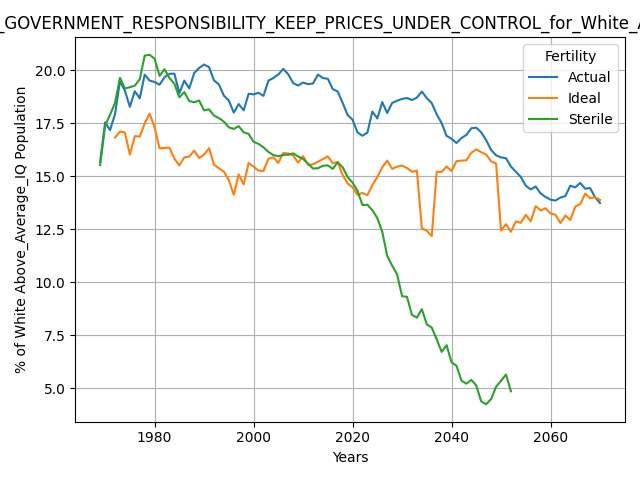 _GOVERNMENT_RESPONSIBILITY_KEEP_PRICES_UNDER_CONTROL_for_White_
Fertility
Actual
Ideal
Sterile
% of White Above_Average_IQ Population
20.0
17.5
15.0
12.5
10.0
7.5
5.0
1980 2000 2020 2040 2060
Years